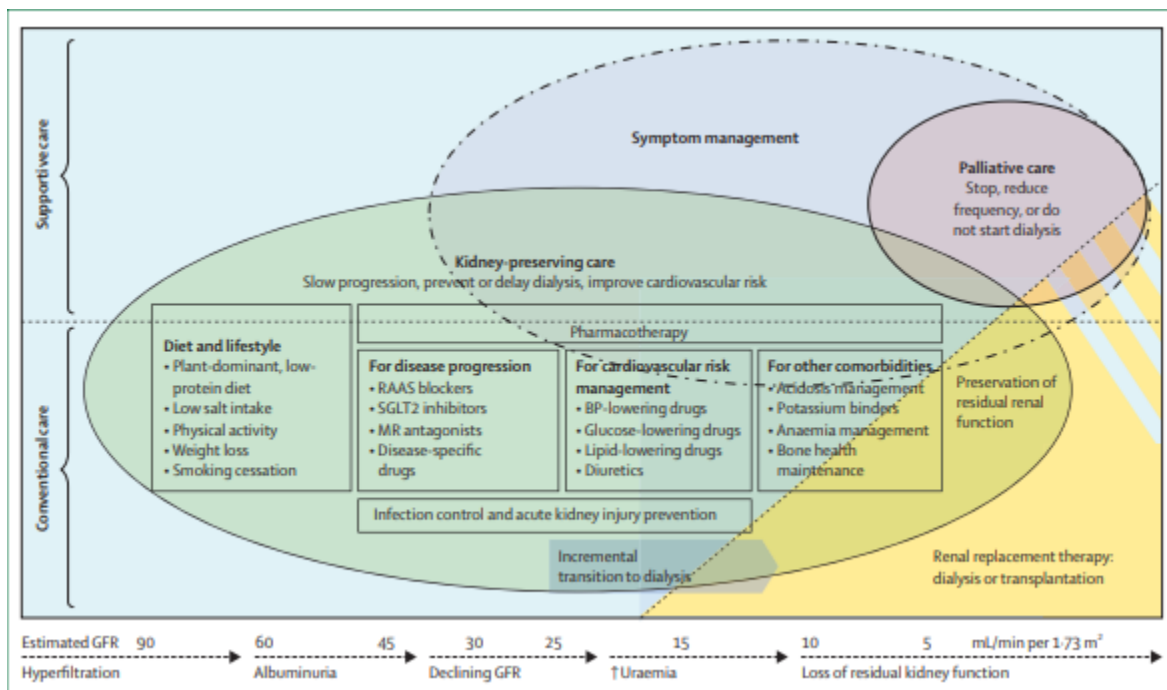 Supportive care
Conventional care
Symptom management
Palliative care
Stop, reduce
frequency, or do
not start dialysis
Kidney-preserving care
Slow progression, prevent or delay dialysis, improve cardiovascular risk
Pharmacotherapy
Diet and lifestyle
• Plant-dominant, low-
protein diet
• Low salt intake
• Physical activity
• Weight loss
• Smoking cessation
For disease progression
• RAAS blockers
• SGLT2 inhibitors
• MR antagonists
• Disease-specific
drugs
For cardiovascular risk
management
• BP-lowering drugs
• Glucose-lowering drugs
• Lipid-lowering drugs
• Diuretics
For other comorbidities
• Acidosis management
• Potassium binders
• Anaemia management
• Bone health
maintenance
Preservation of
residual renal
function
Infection control and acute kidney injury prevention
Incremental
transition to dialysis
Renal replacement therapy:
dialysis or transplantation
Estimated GFR 90 60 45 30 25 15 10 5 mL/min per 1·73 m²
Hyperfiltration Albuminuria Declining GFR ↑Uraemia Loss of residual kidney function